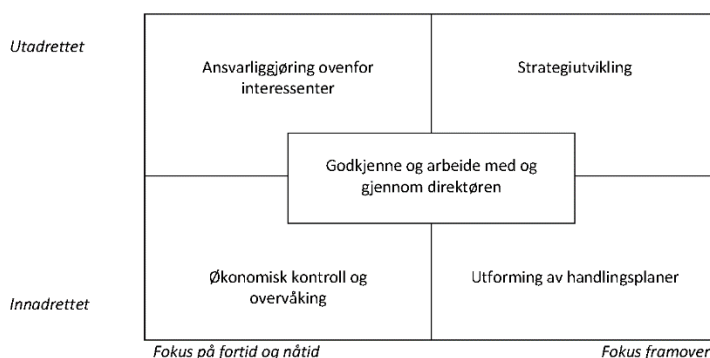 Utadrettet
Ansvarliggjøring ovenfor
interessenter
Strategiutvikling
Godkjenne og arbeide med og
gjennom direktøren
Økonomisk kontroll og
overvåking
Utforming av handlingsplaner
Innadrettet
Fokus på fortid og nåtid
Fokus framover